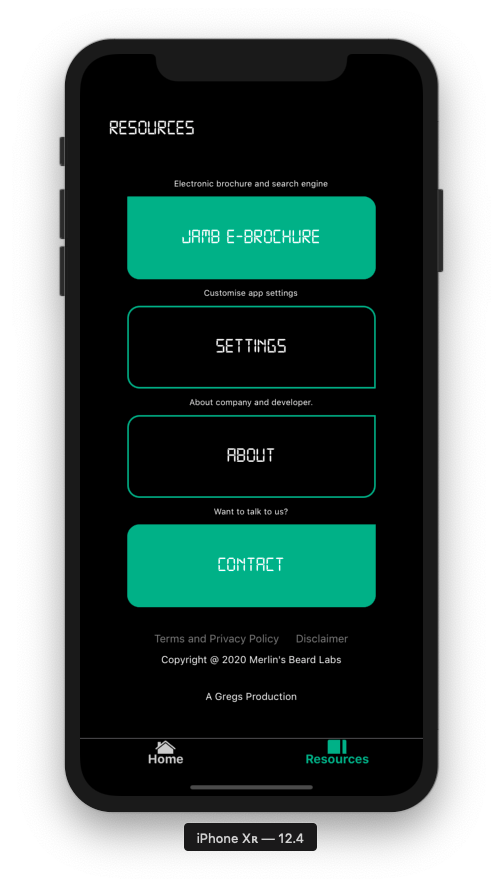 RESOURCES
Electronic brochure and search engine
JAMB E-BROCHURE
Customise app settings
SETTINGS
About company and developer.
ABOUT
Want to talk to us?
CONTACT
Terms and Privacy Policy Disclaimer
Copyright @ 2020 Merlin's Beard Labs
A Gregs Production
Home Resources
iPhone Xʀ — 12.4